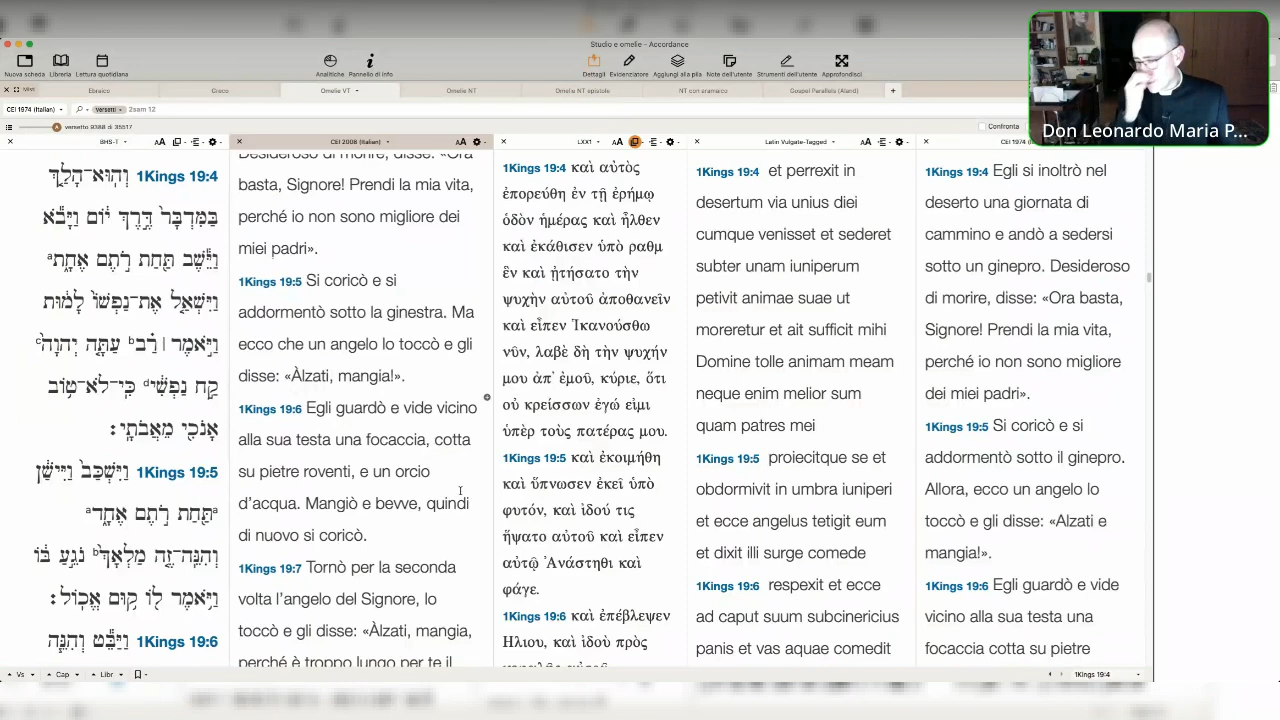 Studio e omelie - Accordance
Nuova scheda
Libreria
Lettura quotidiana
Analitiche
Pannello di info
Dettagli
Evidenziatore
Aggiungi alla pila
Note dell'utente
Strumenti dell'utente
Approfondisci
Ebraico
Greco
Omelia VT
Omelie NT
Omelie NT epistole
NT con aramaico
Gospel Parallels (Aland)
CEI 1974 (Italian)
versetti
versetto 9388 di 35517
Confronta
Don Leonardo Maria P...
BHS-T
1Kings 19:4 וְהֽוּא־הָלַ֤ךְ
בַּמִּדְבָּר֙ דֶּ֣רֶךְ י֔וֹם וַיָּבֹ֕א
וַיֵּ֕שֶׁב תַּ֖חַת רֹ֣תֶם אֶחָ֑ת
וַיִּשְׁאַ֤ל אֶת־נַפְשׁוֹ֙ לָמ֔וּת
וַיֹּ֣אמֶר ׀ רַ֗ב עַתָּ֤ה יְהוָה֙
קַ֣ח נַפְשִׁ֔י כִּֽי־לֹא־ט֥וֹב
אָנֹכִ֖י מֵאֲבֹתָֽי׃
1Kings 19:5 וַיִּשְׁכַּב֙ וַיִּישַׁ֔ן
תַּ֖חַת רֹ֣תֶם אֶחָ֑ד
וְהִנֵּֽה־זֶ֤ה מַלְאָךְ֙ נֹגֵ֣עַ בּ֔וֹ
וַיֹּ֥אמֶר ל֖וֹ ק֥וּם אֱכֽוֹל׃
1Kings 19:6 וַיַּבֵּ֕ט וְהִנֵּ֧ה
CEI 2008 (Italian)
Desideroso di morire, disse: «Ora
basta, Signore! Prendi la mia vita,
perché io non sono migliore dei
miei padri».
1Kings 19:5 Si coricò e si
addormentò sotto la ginestra. Ma
ecco che un angelo lo toccò e gli
disse: «Àlzati, mangia!».
1Kings 19:6 Egli guardò e vide vicino
alla sua testa una focaccia, cotta
su pietre roventi, e un orcio
d'acqua. Mangiò e bevve, quindi
di nuovo si coricò.
1Kings 19:7 Tornò per la seconda
volta l'angelo del Signore, lo
toccò e gli disse: «Àlzati, mangia,
perché è troppo lungo per te il
LXX1
1Kings 19:4 καὶ αὐτὸς
ἐπορεύθη ἐν τῇ ἐρήμῳ
ὁδὸν ἡμέρας καὶ ἦλθεν
καὶ ἐκάθισεν ὑπὸ ραθμ
ἓν καὶ ᾐτήσατο τὴν
ψυχὴν αὐτοῦ ἀποθανεῖν
καὶ εἶπεν Ἱκανούσθω
νῦν, λαβὲ δὴ τὴν ψυχήν
μου ἀπ᾽ ἐμοῦ, κύριε, ὅτι
οὐ κρείσσων ἐγώ εἰμι
ὑπὲρ τοὺς πατέρας μου.
1Kings 19:5 καὶ ἐκοιμήθη
καὶ ὕπνωσεν ἐκεῖ ὑπὸ
φυτόν, καὶ ἰδού τις
ἥψατο αὐτοῦ καὶ εἶπεν
αὐτῷ Ἀνάστηθι καὶ
φάγε.
1Kings 19:6 καὶ ἐπέβλεψεν
Ηλιου, καὶ ἰδοὺ πρὸς
Latin Vulgate-Tagged
1Kings 19:4 et perrexit in
desertum via unius diei
cumque venisset et sederet
subter unam iuniperum
petivit animae suae ut
moreretur et ait sufficit mihi
Domine tolle animam meam
neque enim melior sum
quam patres mei
1Kings 19:5 proiecitque se et
obdormivit in umbra iuniperi
et ecce angelus tetigit eum
et dixit illi surge comede
1Kings 19:6 respexit et ecce
ad caput suum subcinericius
panis et vas aquae comedit
1Kings 19:4 Egli si inoltrò nel
deserto una giornata di
cammino e andò a sedersi
sotto un ginepro. Desideroso
di morire, disse: «Ora basta,
Signore! Prendi la mia vita,
perché io non sono migliore
dei miei padri».
1Kings 19:5 Si coricò e si
addormentò sotto il ginepro.
Allora, ecco un angelo lo
toccò e gli disse: «Alzati e
mangia!».
1Kings 19:6 Egli guardò e vide
vicino alla sua testa una
focaccia cotta su pietre
Vs
Cap
Libr
1Kings 19:4